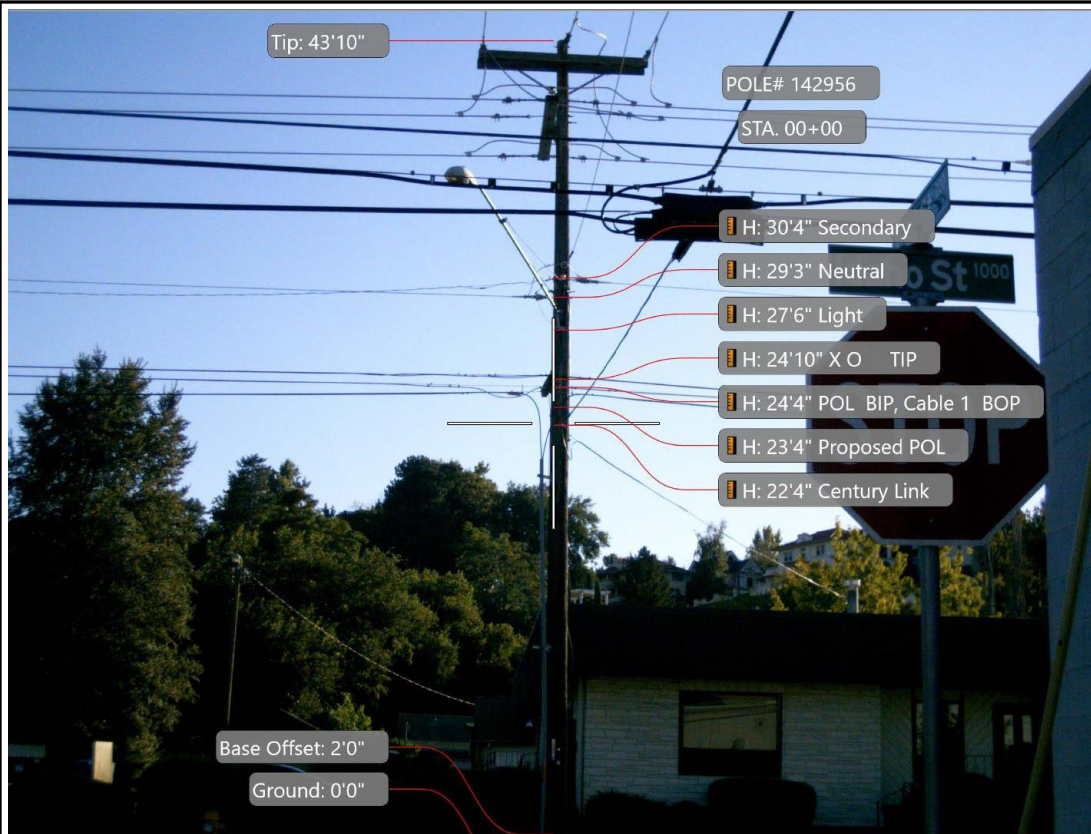 Tip: 43'10"
POLE# 142956
STA. 00+00
H: 30'4" Secondary
H: 29'3" Neutral
St 1000
H: 27'6" Light
H: 24'10" X O TIP
H: 24'4" POL BIP, Cable 1 BOP
STOP
H: 23'4" Proposed POL
H: 22'4" Century Link
Base Offset: 2'0"
Ground: 0'0"